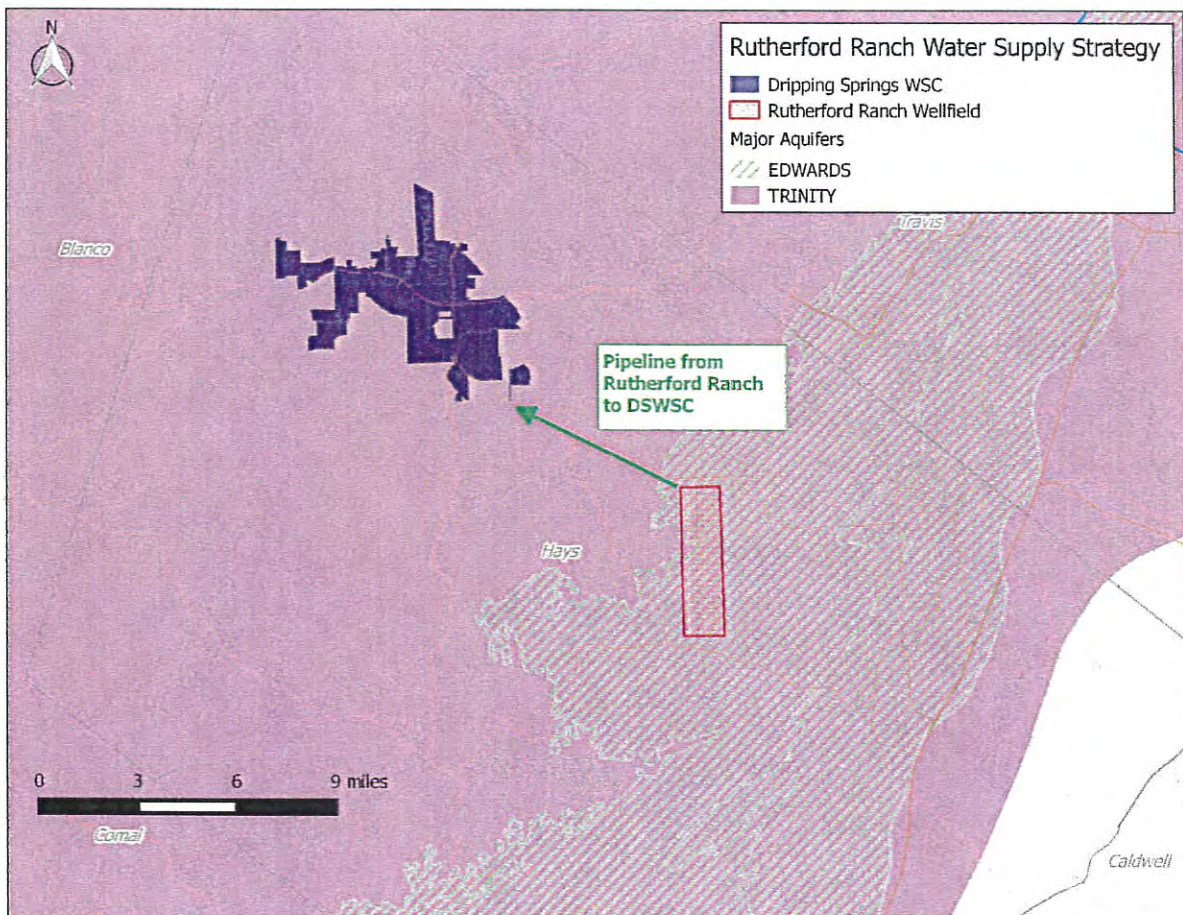 N
Rutherford Ranch Water Supply Strategy
Dripping Springs WSC
Rutherford Ranch Wellfield
Major Aquifers
EDWARDS
TRINITY
Travis
Blanco
Pipeline from
Rutherford Ranch
to DSWSC
Hays
0 3 6 9 miles
Comal
Caldwell